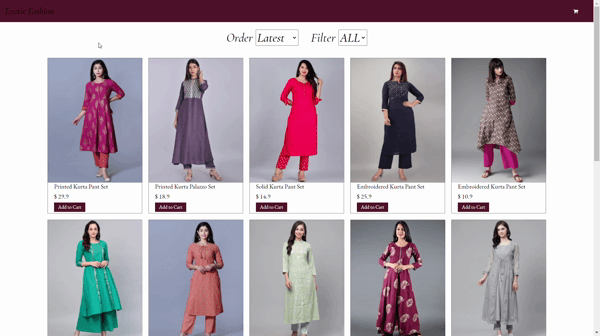 Exotic Fashion
Order Latest Filter ALL
Printed Kurta Pant Set
$ 29.9
Add to Cart
Printed Kurta Palazzo Set
$ 18.9
Add to Cart
Solid Kurta Pant Set
$ 14.9
Add to Cart
Embroidered Kurta Pant Set
$ 25.9
Add to Cart
Embroidered Kurta Pant Set
$ 10.9
Add to Cart